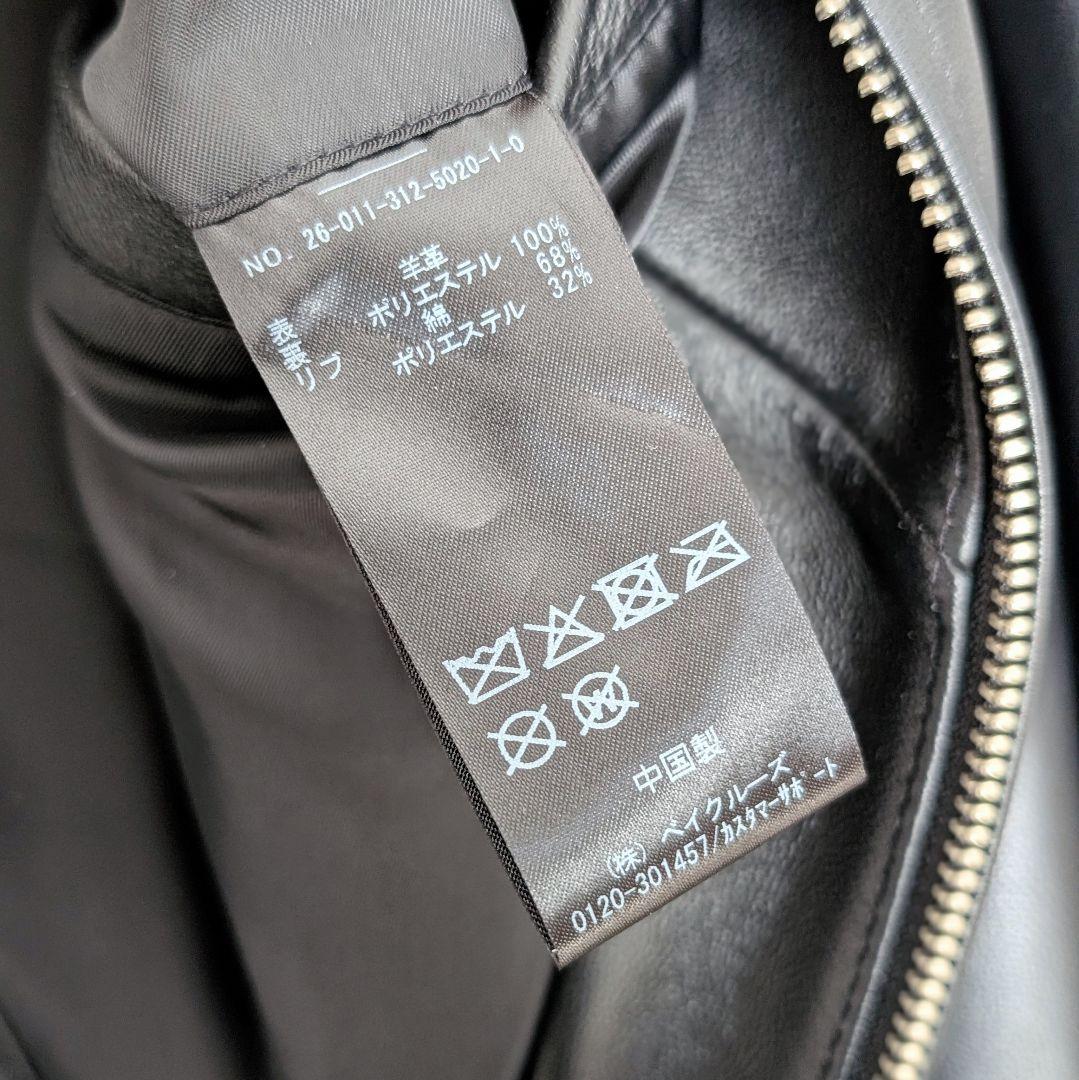 NO. 26-011-312-5020-1-0
表 羊革
裏 ポリエステル 100%
リブ 綿 68%
ポリエステル 32%
中国製
(株) ベイクルーズ
0120-301457/カスタマーサポート